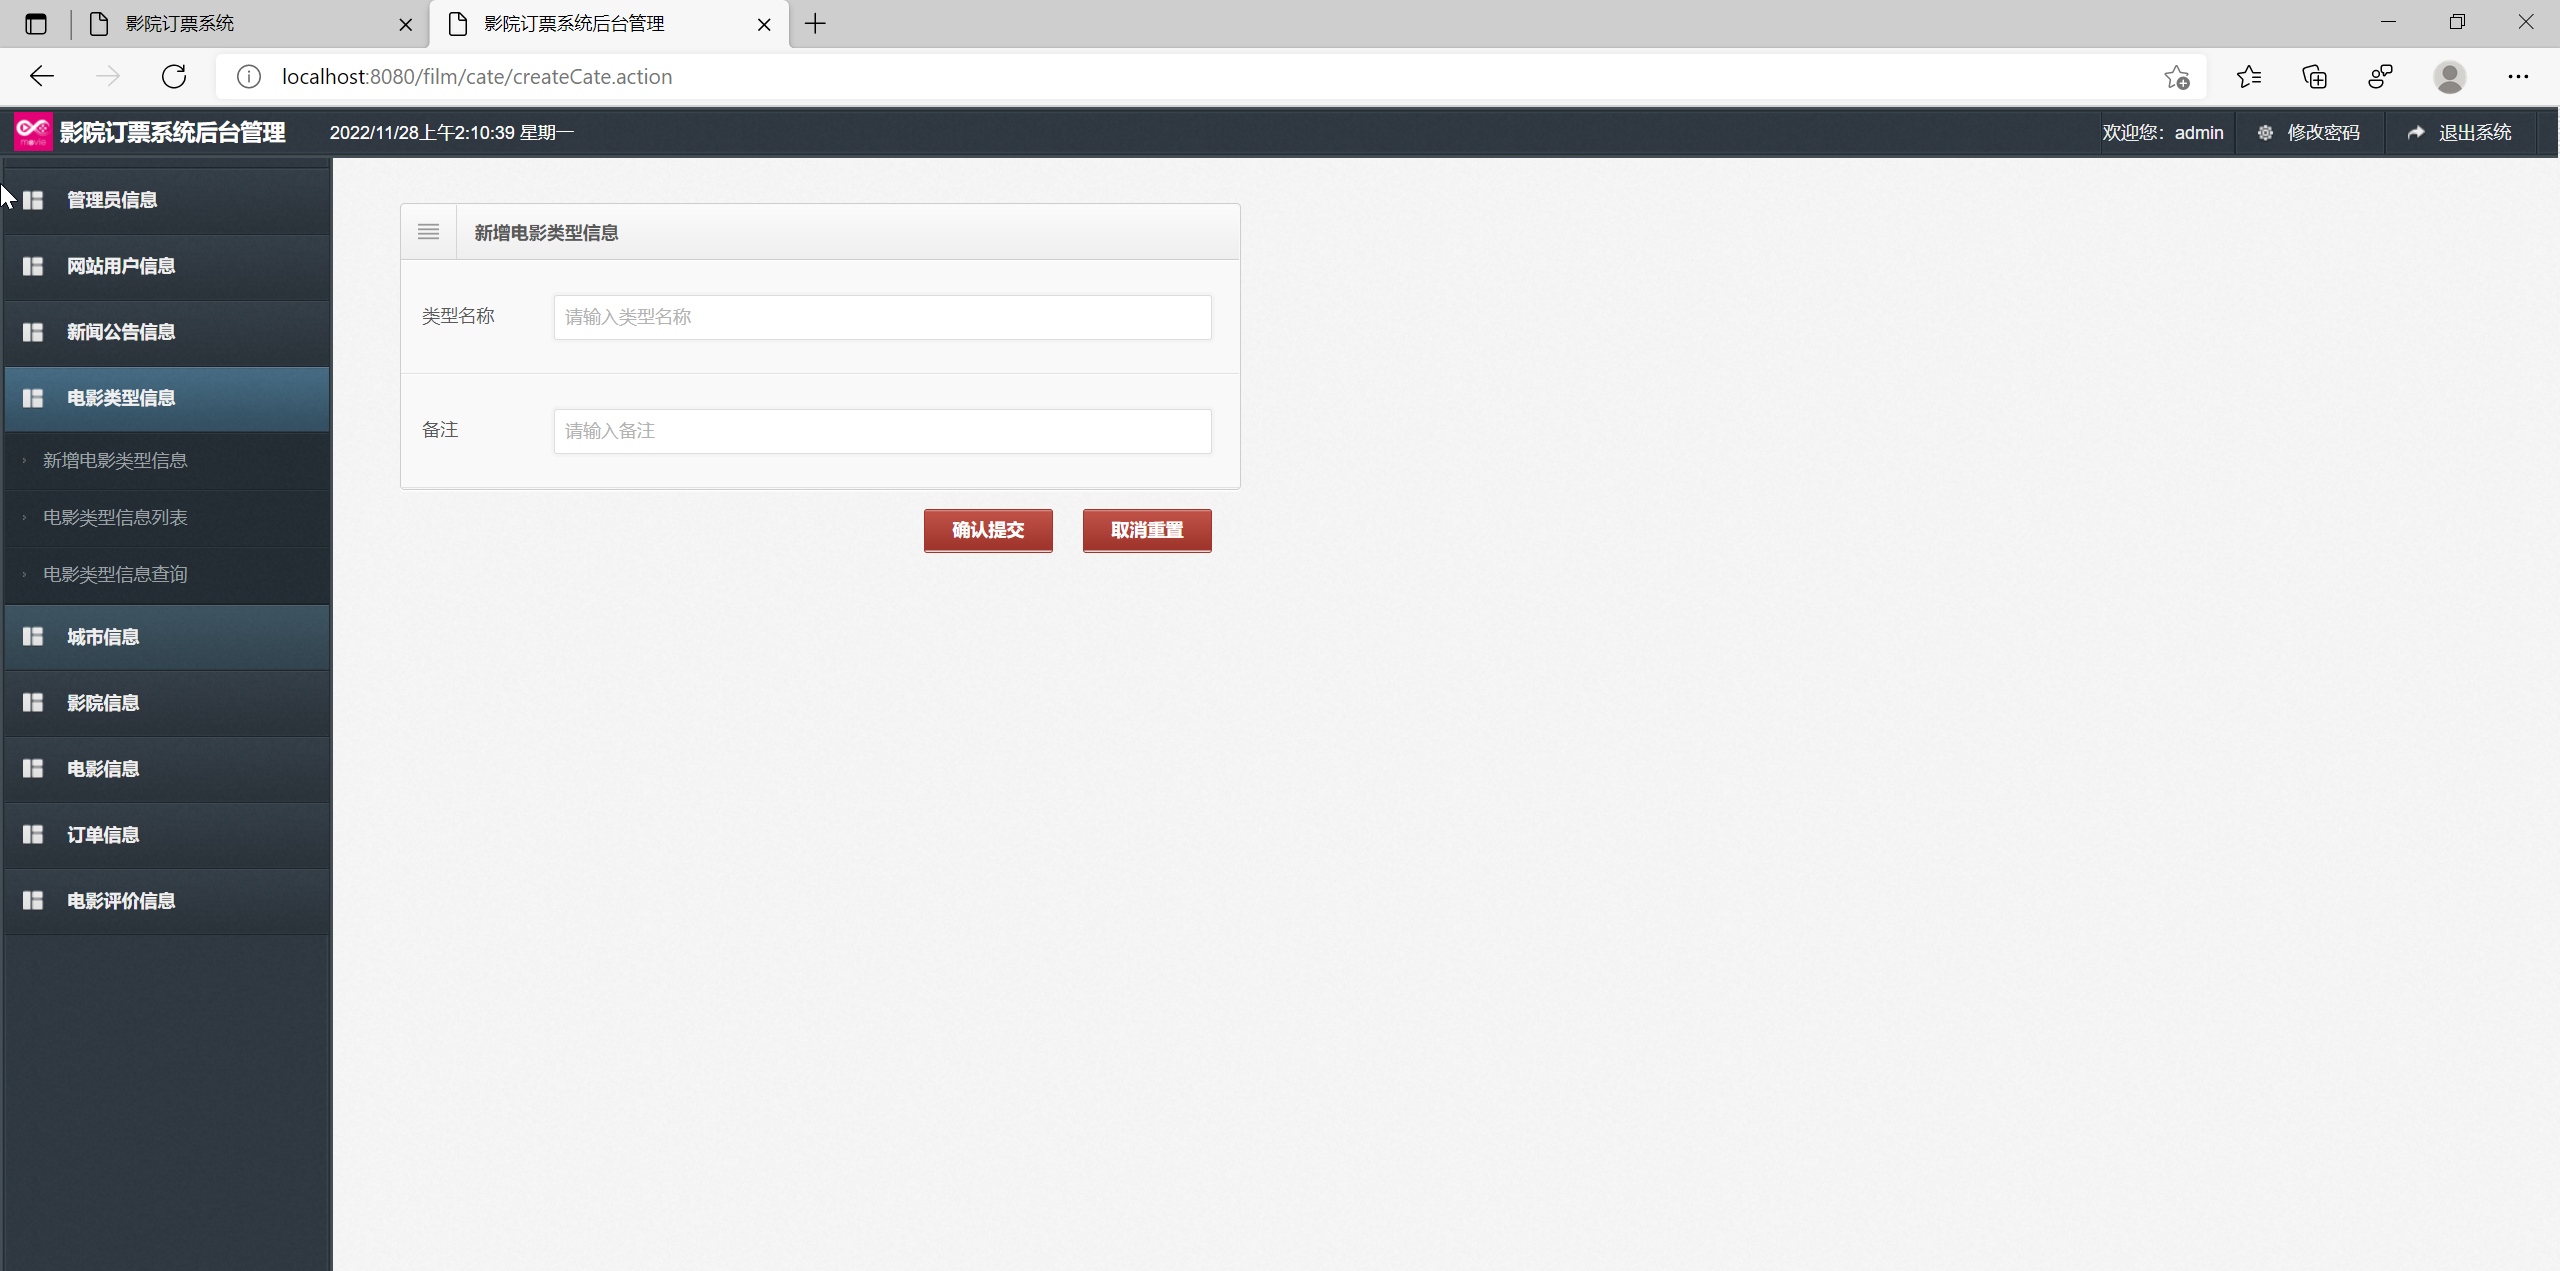 影院订票系统
影院订票系统后台管理
localhost:8080/film/cate/createCate.action
movie
影院订票系统后台管理
2022/11/28上午2:10:39 星期一
欢迎您：admin
修改密码
退出系统
管理员信息
网站用户信息
新闻公告信息
电影类型信息
新增电影类型信息
电影类型信息列表
电影类型信息查询
城市信息
影院信息
电影信息
订单信息
电影评价信息
新增电影类型信息
类型名称
请输入类型名称
备注
请输入备注
确认提交
取消重置